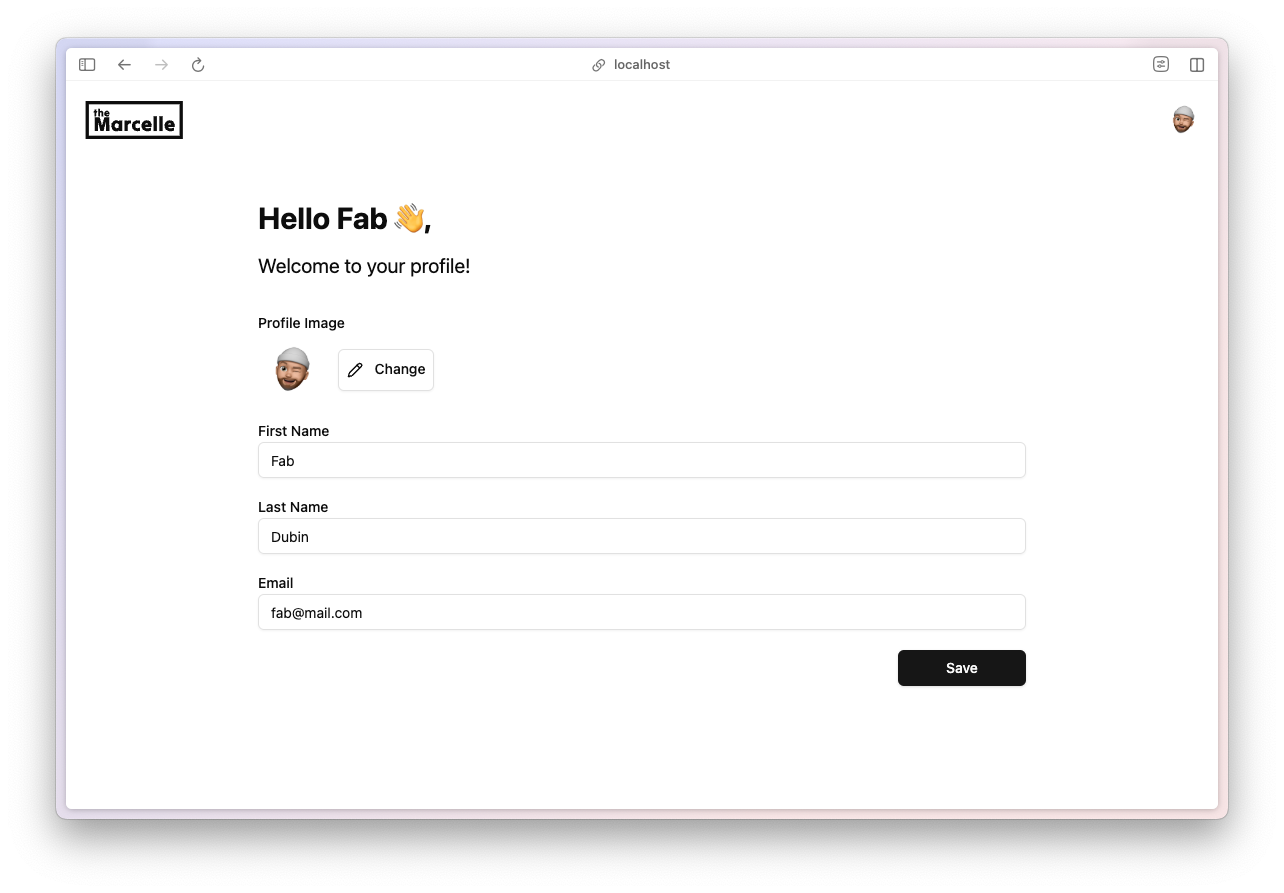 localhost
the
Marcelle
Hello Fab 👋,
Welcome to your profile!
Profile Image
Change
First Name
Fab
Last Name
Dubin
Email
fab@mail.com
Save